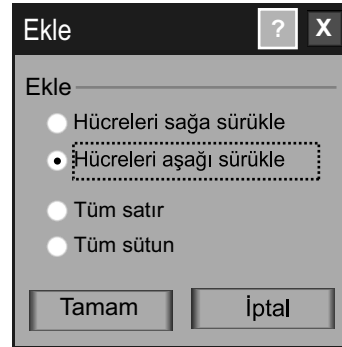 Ekle ? X
Ekle
Hücreleri sağa sürükle
Hücreleri aşağı sürükle
Tüm satır
Tüm sütun
Tamam İptal